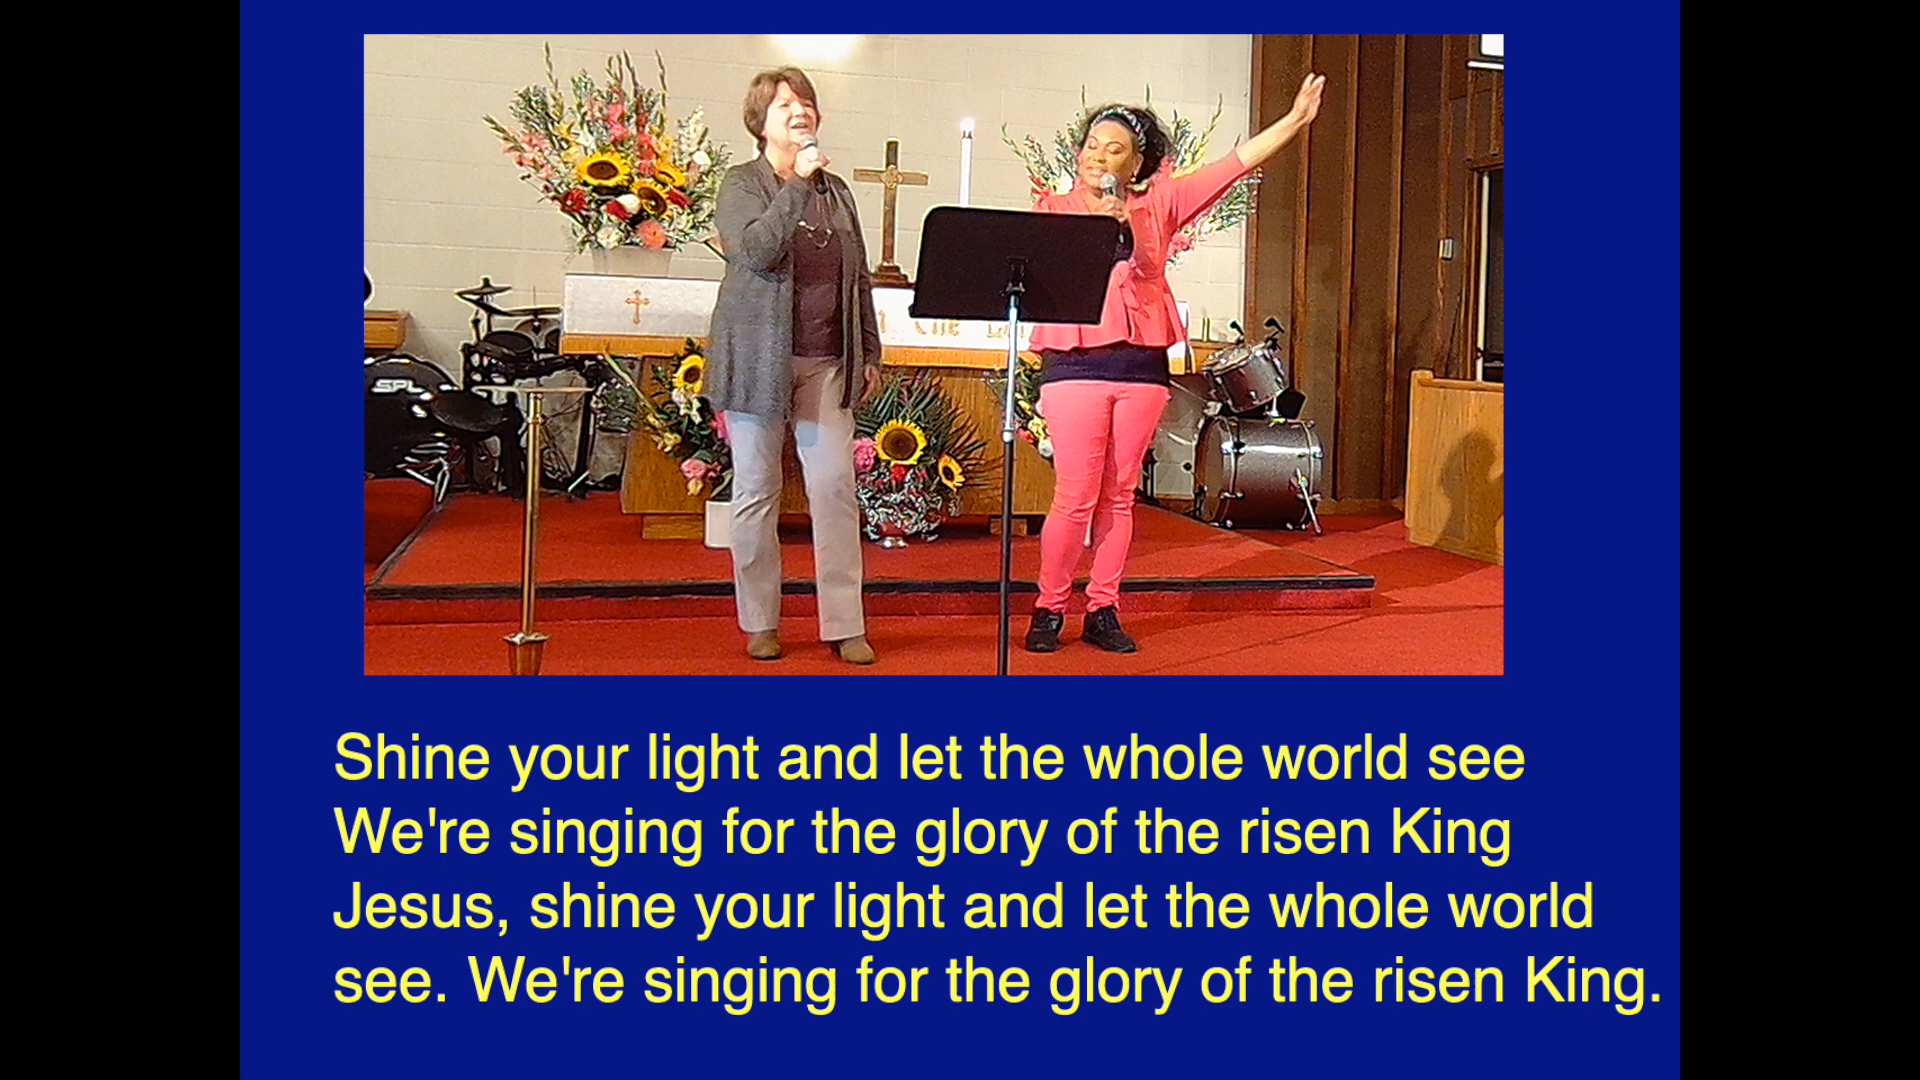 SPL
Shine your light and let the whole world see
We're singing for the glory of the risen King
Jesus, shine your light and let the whole world
see. We're singing for the glory of the risen King.